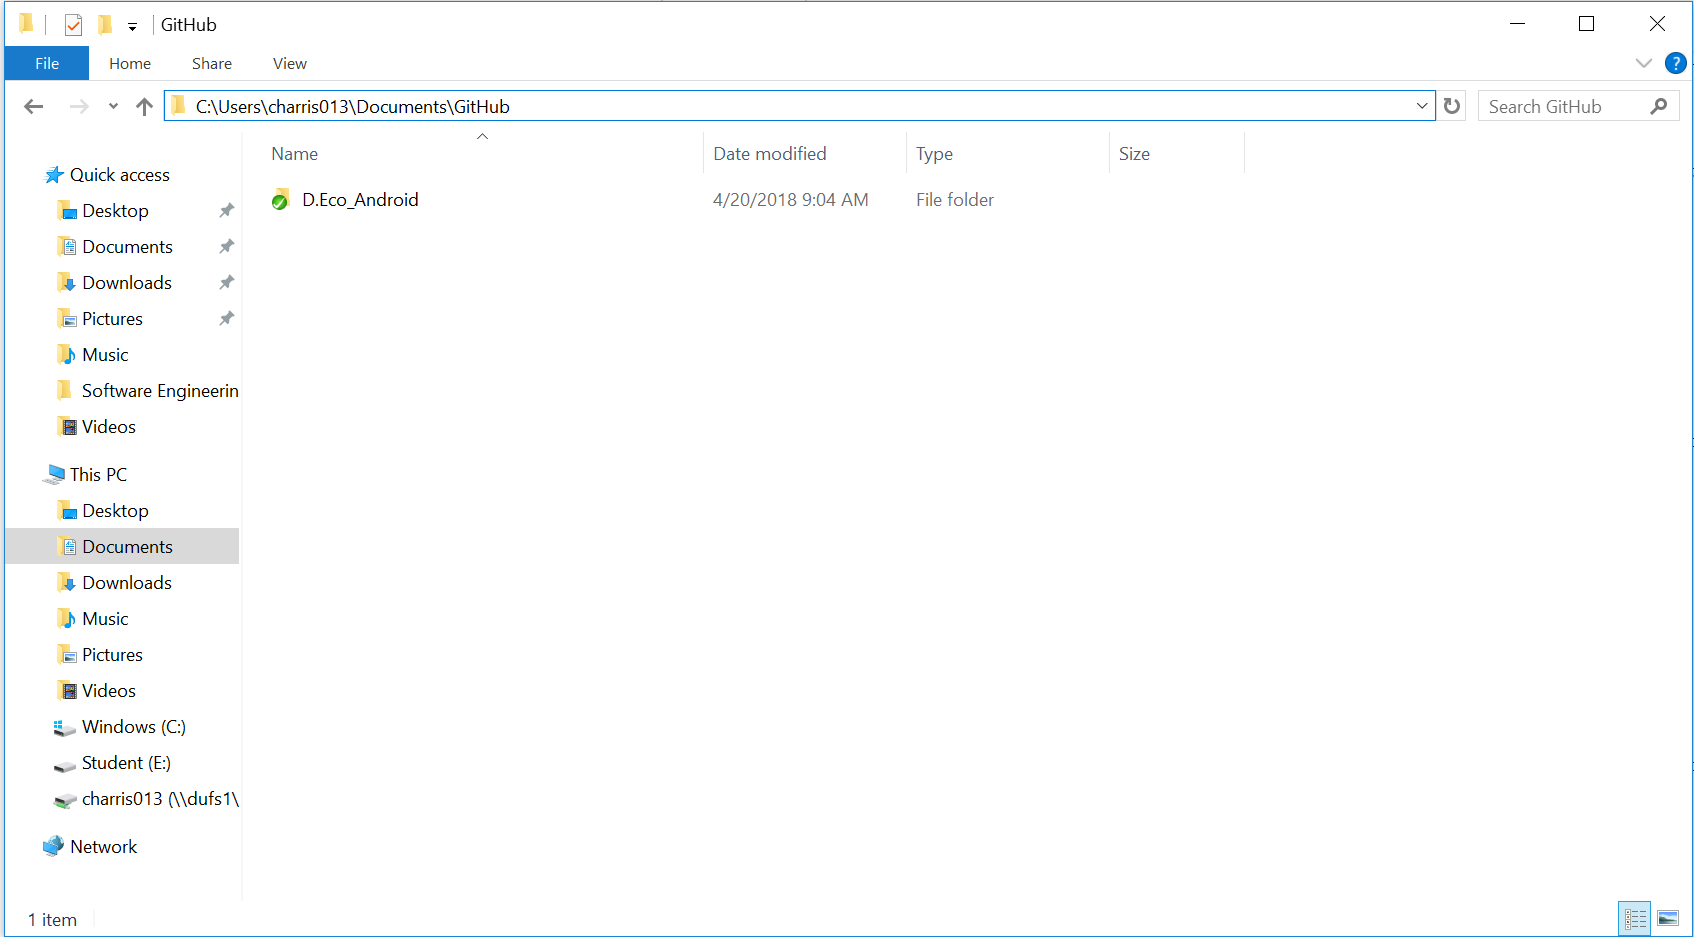 GitHub
File Home Share View
?
C:\Users\charris013\Documents\GitHub
Search GitHub
Name Date modified Type Size
D.Eco_Android 4/20/2018 9:04 AM File folder
Quick access
Desktop
Documents
Downloads
Pictures
Music
Software Engineerin
Videos
This PC
Desktop
Documents
Downloads
Music
Pictures
Videos
Windows (C:)
Student (E:)
charris013 (\\dufs1\
Network
1 item